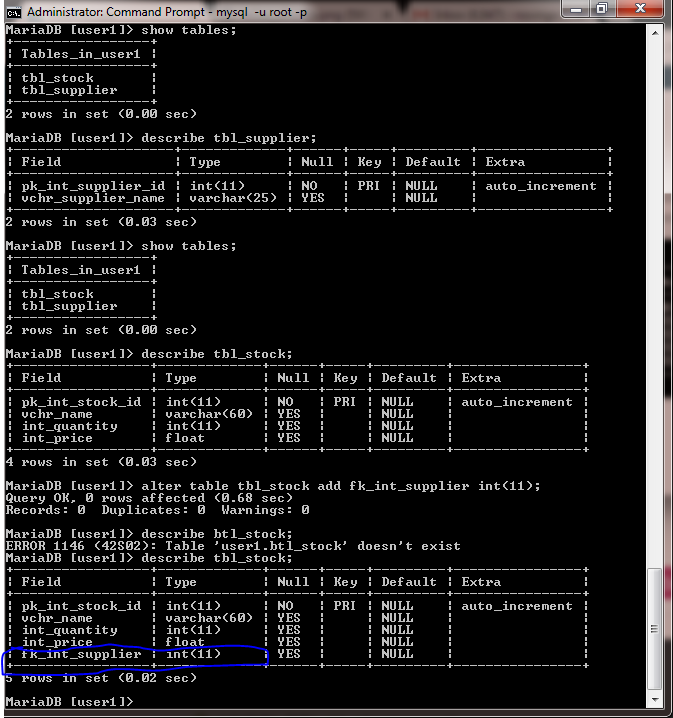 Administrator: Command Prompt - mysql -u root -p
MariaDB [user1]> show tables;
+-----------------+
| Tables_in_user1 |
+-----------------+
| tbl_stock       |
| tbl_supplier    |
+-----------------+
2 rows in set (0.00 sec)
MariaDB [user1]> describe tbl_supplier;
+--------------------+-------------+------+-----+---------+----------------+
| Field              | Type        | Null | Key | Default | Extra          |
+--------------------+-------------+------+-----+---------+----------------+
| pk_int_supplier_id | int(11)     | NO   | PRI | NULL    | auto_increment |
| vchr_supplier_name | varchar(25) | YES  |     | NULL    |                |
+--------------------+-------------+------+-----+---------+----------------+
2 rows in set (0.03 sec)
MariaDB [user1]> show tables;
+-----------------+
| Tables_in_user1 |
+-----------------+
| tbl_stock       |
| tbl_supplier    |
+-----------------+
2 rows in set (0.00 sec)
MariaDB [user1]> describe tbl_stock;
+-----------------+-------------+------+-----+---------+----------------+
| Field           | Type        | Null | Key | Default | Extra          |
+-----------------+-------------+------+-----+---------+----------------+
| pk_int_stock_id | int(11)     | NO   | PRI | NULL    | auto_increment |
| vchr_name       | varchar(60) | YES  |     | NULL    |                |
| int_quantity    | int(11)     | YES  |     | NULL    |                |
| int_price       | float       | YES  |     | NULL    |                |
+-----------------+-------------+------+-----+---------+----------------+
4 rows in set (0.03 sec)
MariaDB [user1]> alter table tbl_stock add fk_int_supplier int(11);
Query OK, 0 rows affected (0.68 sec)
Records: 0  Duplicates: 0  Warnings: 0
MariaDB [user1]> describe btl_stock;
ERROR 1146 (42S02): Table 'user1.btl_stock' doesn't exist
MariaDB [user1]> describe tbl_stock;
+-----------------+-------------+------+-----+---------+----------------+
| Field           | Type        | Null | Key | Default | Extra          |
+-----------------+-------------+------+-----+---------+----------------+
| pk_int_stock_id | int(11)     | NO   | PRI | NULL    | auto_increment |
| vchr_name       | varchar(60) | YES  |     | NULL    |                |
| int_quantity    | int(11)     | YES  |     | NULL    |                |
| int_price       | float       | YES  |     | NULL    |                |
| fk_int_supplier | int(11)     | YES  |     | NULL    |                |
+-----------------+-------------+------+-----+---------+----------------+
5 rows in set (0.02 sec)
MariaDB [user1]>